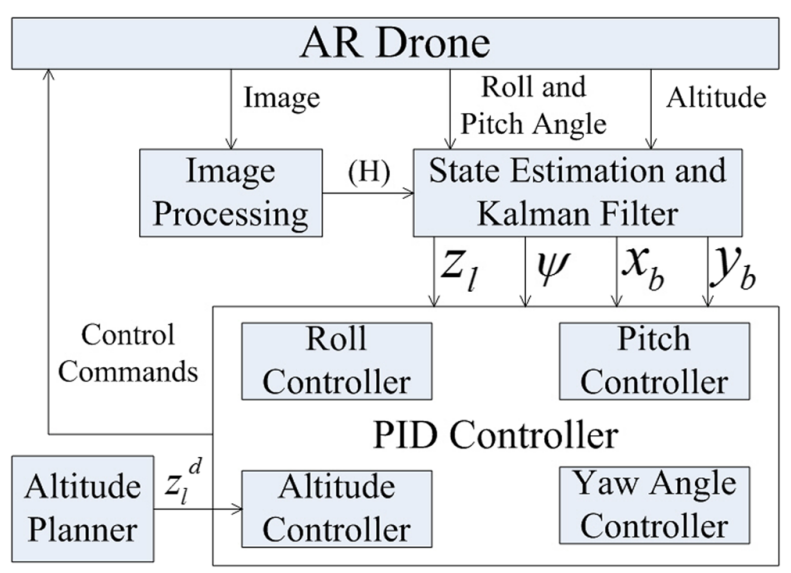 AR Drone
Image
Roll and
Pitch Angle
Altitude
Image
Processing
(H)
State Estimation and
Kalman Filter
z_l
ψ
x_b
y_b
Control
Commands
Roll
Controller
Pitch
Controller
PID Controller
Altitude
Planner
z_l^d
Altitude
Controller
Yaw Angle
Controller